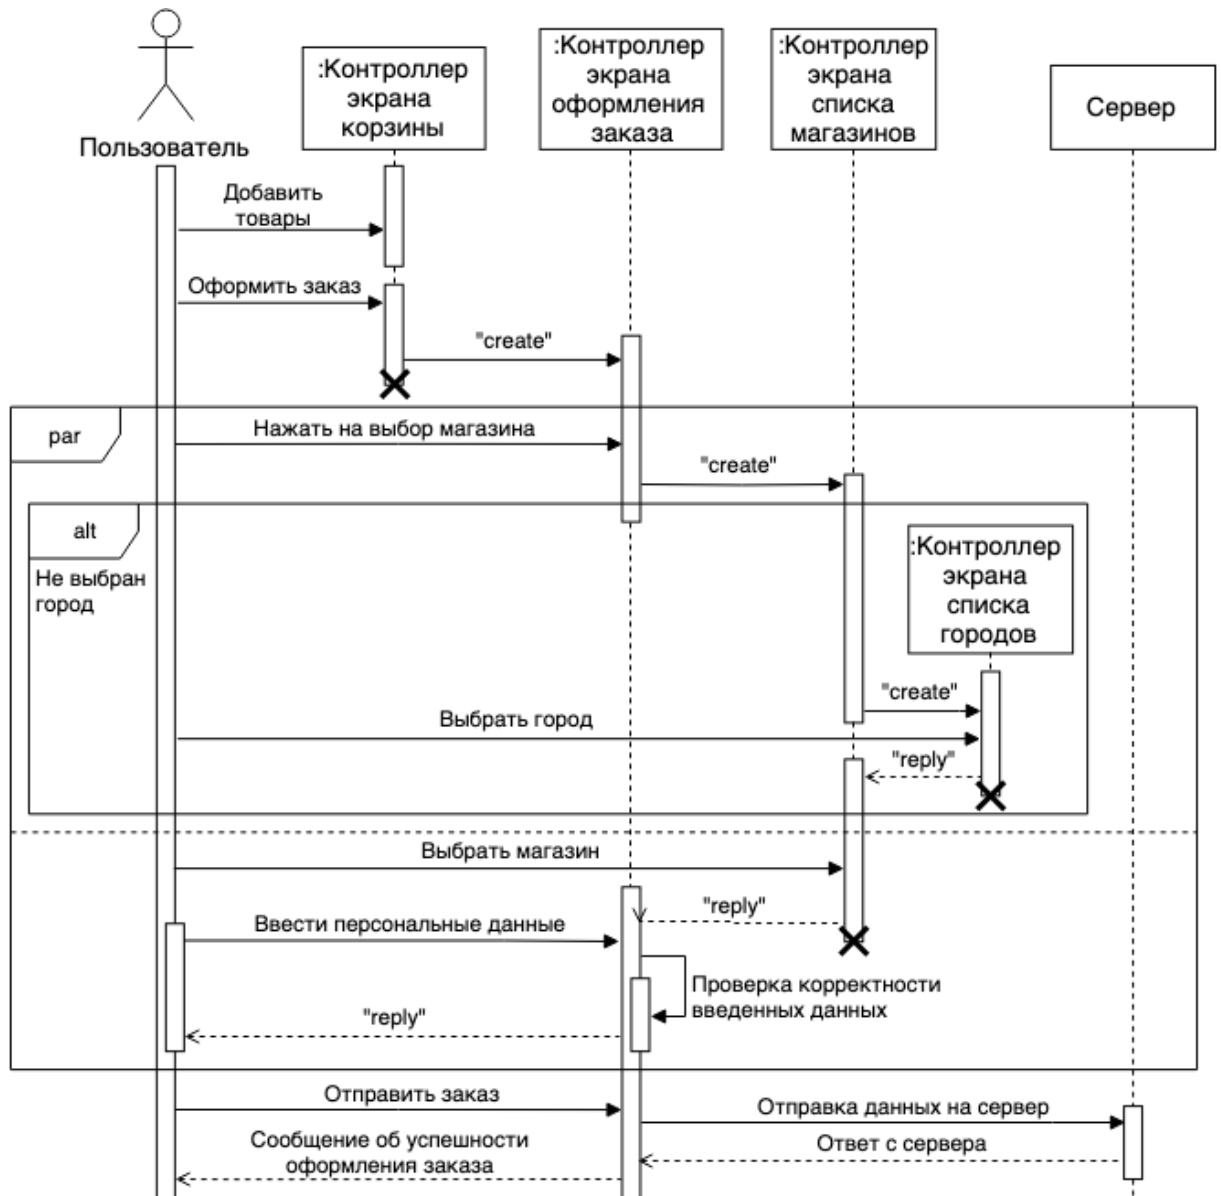 :Контроллер
экрана
корзины
:Контроллер
экрана
оформления
заказа
:Контроллер
экрана
списка
магазинов
Сервер
Пользователь
Добавить
товары
Оформить заказ
"create"
par
Нажать на выбор магазина
"create"
alt
Не выбран
город
:Контроллер
экрана
списка
городов
"create"
Выбрать город
"reply"
Выбрать магазин
"reply"
Ввести персональные данные
Проверка корректности
введенных данных
"reply"
Отправить заказ
Отправка данных на сервер
Сообщение об успешности
оформления заказа
Ответ с сервера